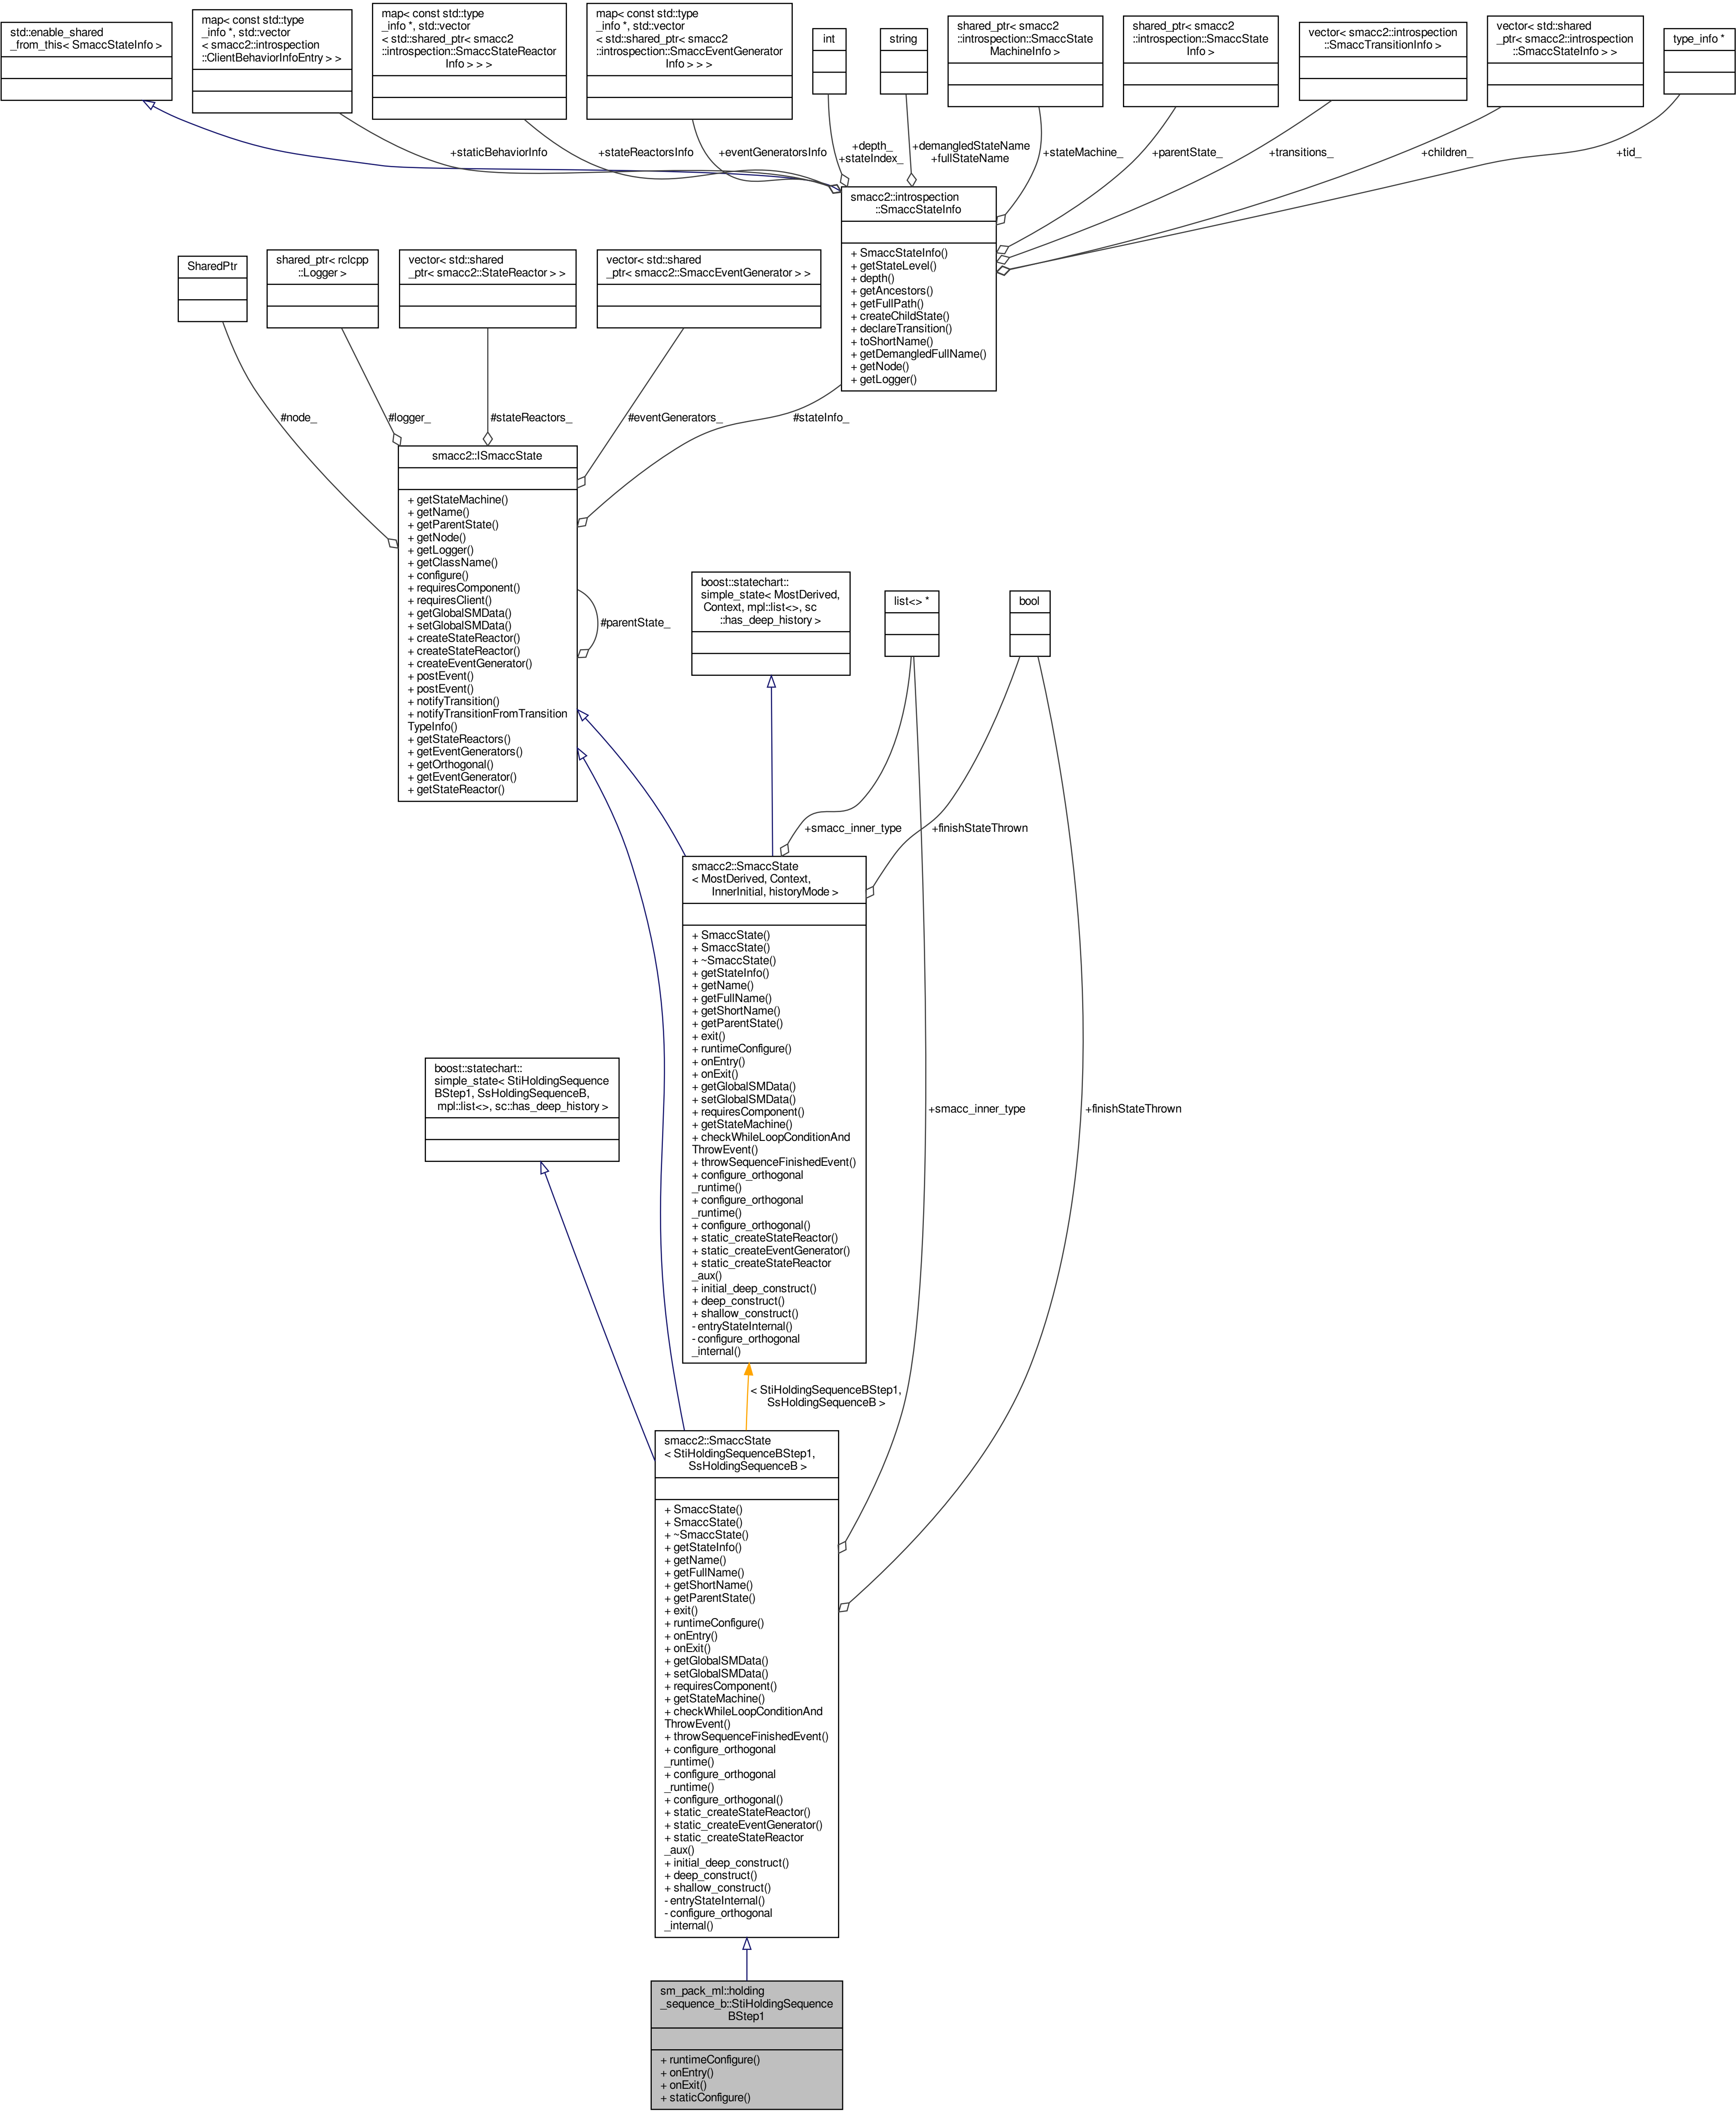 std::enable_shared
_from_this< SmaccStateInfo >
map< const std::type
_info *, std::vector
< smacc2::introspection
::ClientBehaviorInfoEntry > >
map< const std::type
_info *, std::vector
< std::shared_ptr< smacc2
::introspection::SmaccStateReactor
Info > > >
map< const std::type
_info *, std::vector
< std::shared_ptr< smacc2
::introspection::SmaccEventGenerator
Info > > >
int
string
shared_ptr< smacc2
::introspection::SmaccState
MachineInfo >
shared_ptr< smacc2
::introspection::SmaccState
Info >
vector< smacc2::introspection
::SmaccTransitionInfo >
vector< std::shared
_ptr< smacc2::introspection
::SmaccStateInfo > >
type_info *
+staticBehaviorInfo
+stateReactorsInfo
+eventGeneratorsInfo
+depth_
+stateIndex_
+demangledStateName
+fullStateName
+stateMachine_
+parentState_
+transitions_
+children_
+tid_
smacc2::introspection
::SmaccStateInfo
+ SmaccStateInfo()
+ getStateLevel()
+ depth()
+ getAncestors()
+ getFullPath()
+ createChildState()
+ declareTransition()
+ toShortName()
+ getDemangledFullName()
+ getNode()
+ getLogger()
SharedPtr
shared_ptr< rclcpp
::Logger >
vector< std::shared
_ptr< smacc2::StateReactor > >
vector< std::shared
_ptr< smacc2::SmaccEventGenerator > >
#node_
#logger_
#stateReactors_
#eventGenerators_
#stateInfo_
smacc2::ISmaccState
+ getStateMachine()
+ getName()
+ getParentState()
+ getNode()
+ getLogger()
+ getClassName()
+ configure()
+ requiresComponent()
+ requiresClient()
+ getGlobalSMData()
+ setGlobalSMData()
+ createStateReactor()
+ createStateReactor()
+ createEventGenerator()
+ postEvent()
+ postEvent()
+ notifyTransition()
+ notifyTransitionFromTransition
TypeInfo()
+ getStateReactors()
+ getEventGenerators()
+ getOrthogonal()
+ getEventGenerator()
+ getStateReactor()
#parentState_
boost::statechart::
simple_state< MostDerived,
Context, mpl::list<>, sc
::has_deep_history >
list<> *
bool
+smacc_inner_type
+finishStateThrown
smacc2::SmaccState
< MostDerived, Context,
InnerInitial, historyMode >
+ SmaccState()
+ SmaccState()
+ ~SmaccState()
+ getStateInfo()
+ getName()
+ getFullName()
+ getShortName()
+ getParentState()
+ exit()
+ runtimeConfigure()
+ onEntry()
+ onExit()
+ getGlobalSMData()
+ setGlobalSMData()
+ requiresComponent()
+ getStateMachine()
+ checkWhileLoopConditionAnd
ThrowEvent()
+ throwSequenceFinishedEvent()
+ configure_orthogonal
_runtime()
+ configure_orthogonal
_runtime()
+ configure_orthogonal()
+ static_createStateReactor()
+ static_createEventGenerator()
+ static_createStateReactor
_aux()
+ initial_deep_construct()
+ deep_construct()
+ shallow_construct()
- entryStateInternal()
- configure_orthogonal
_internal()
boost::statechart::
simple_state< StiHoldingSequence
BStep1, SsHoldingSequenceB,
mpl::list<>, sc::has_deep_history >
+smacc_inner_type
+finishStateThrown
< StiHoldingSequenceBStep1,
SsHoldingSequenceB >
smacc2::SmaccState
< StiHoldingSequenceBStep1,
SsHoldingSequenceB >
+ SmaccState()
+ SmaccState()
+ ~SmaccState()
+ getStateInfo()
+ getName()
+ getFullName()
+ getShortName()
+ getParentState()
+ exit()
+ runtimeConfigure()
+ onEntry()
+ onExit()
+ getGlobalSMData()
+ setGlobalSMData()
+ requiresComponent()
+ getStateMachine()
+ checkWhileLoopConditionAnd
ThrowEvent()
+ throwSequenceFinishedEvent()
+ configure_orthogonal
_runtime()
+ configure_orthogonal
_runtime()
+ configure_orthogonal()
+ static_createStateReactor()
+ static_createEventGenerator()
+ static_createStateReactor
_aux()
+ initial_deep_construct()
+ deep_construct()
+ shallow_construct()
- entryStateInternal()
- configure_orthogonal
_internal()
sm_pack_ml::holding
_sequence_b::StiHoldingSequence
BStep1
+ runtimeConfigure()
+ onEntry()
+ onExit()
+ staticConfigure()